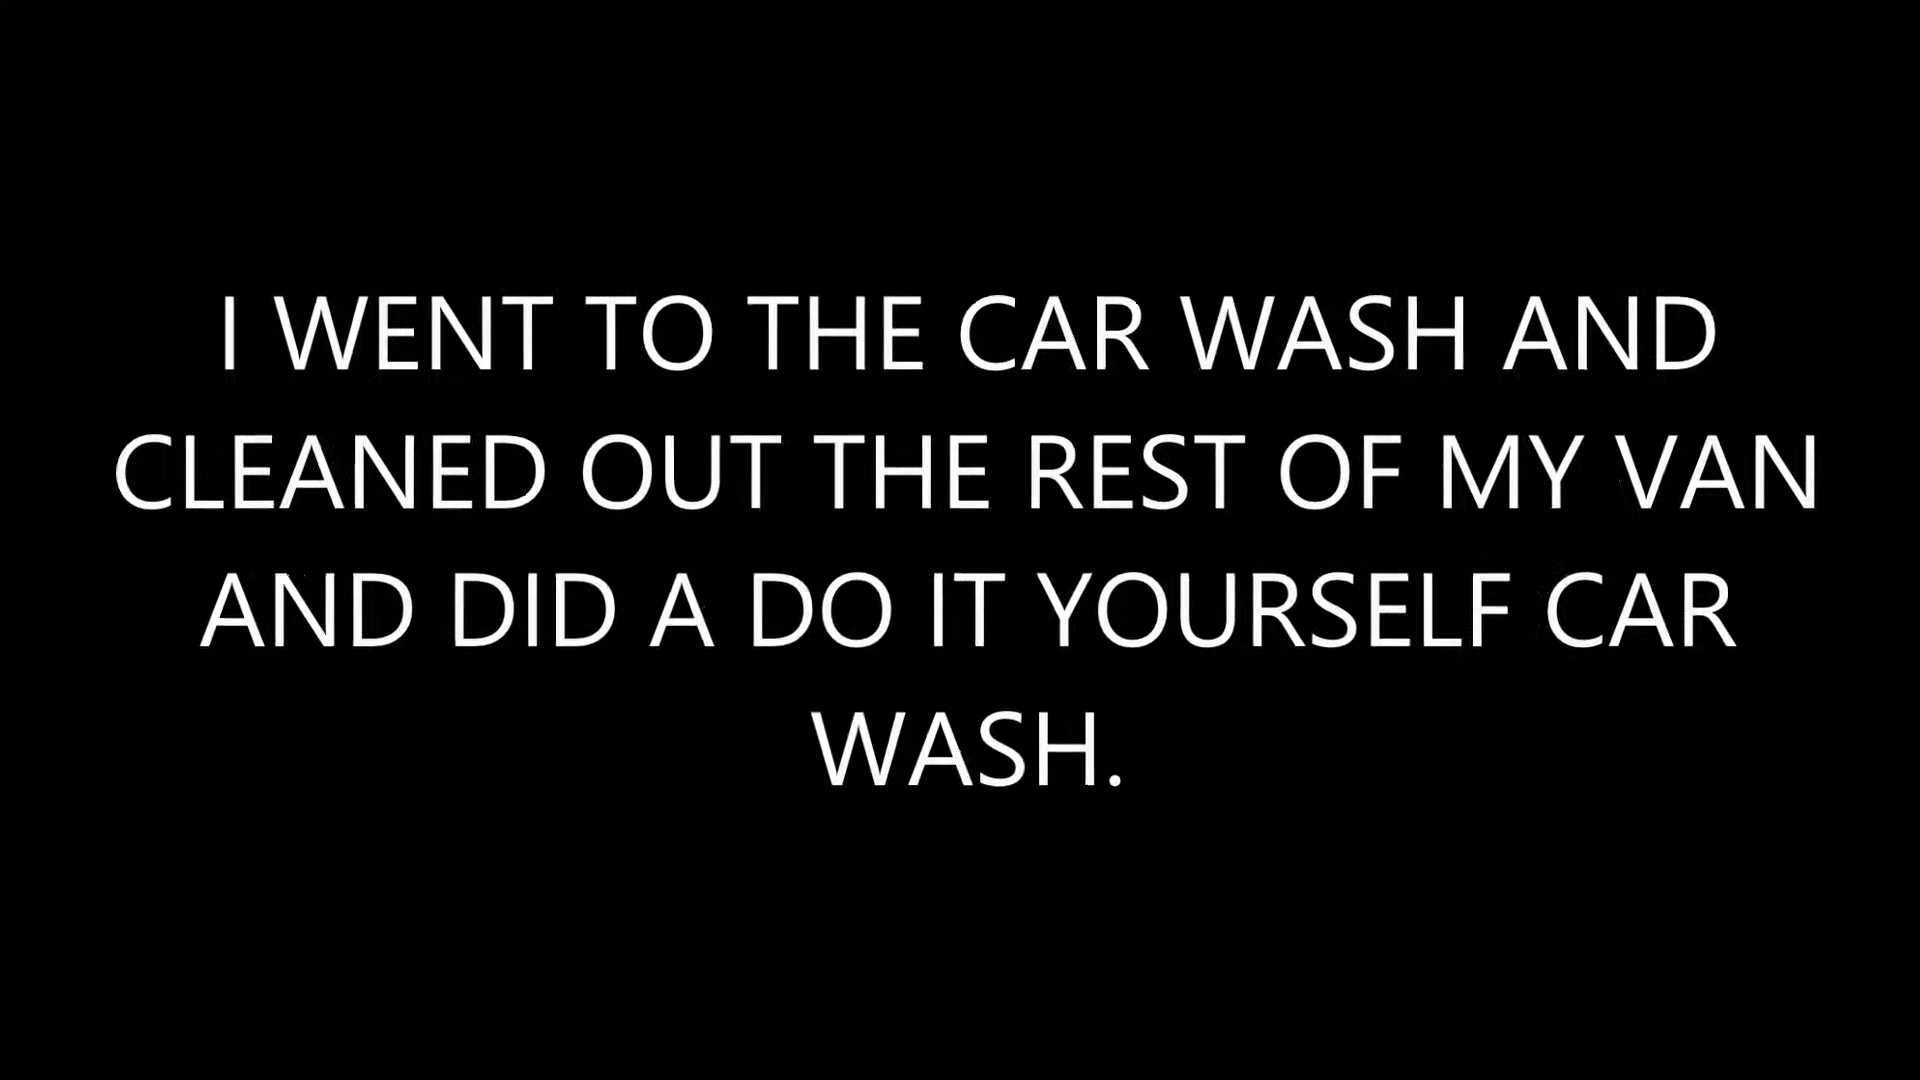 I WENT TO THE CAR WASH AND
CLEANED OUT THE REST OF MY VAN
AND DID A DO IT YOURSELF CAR
WASH.